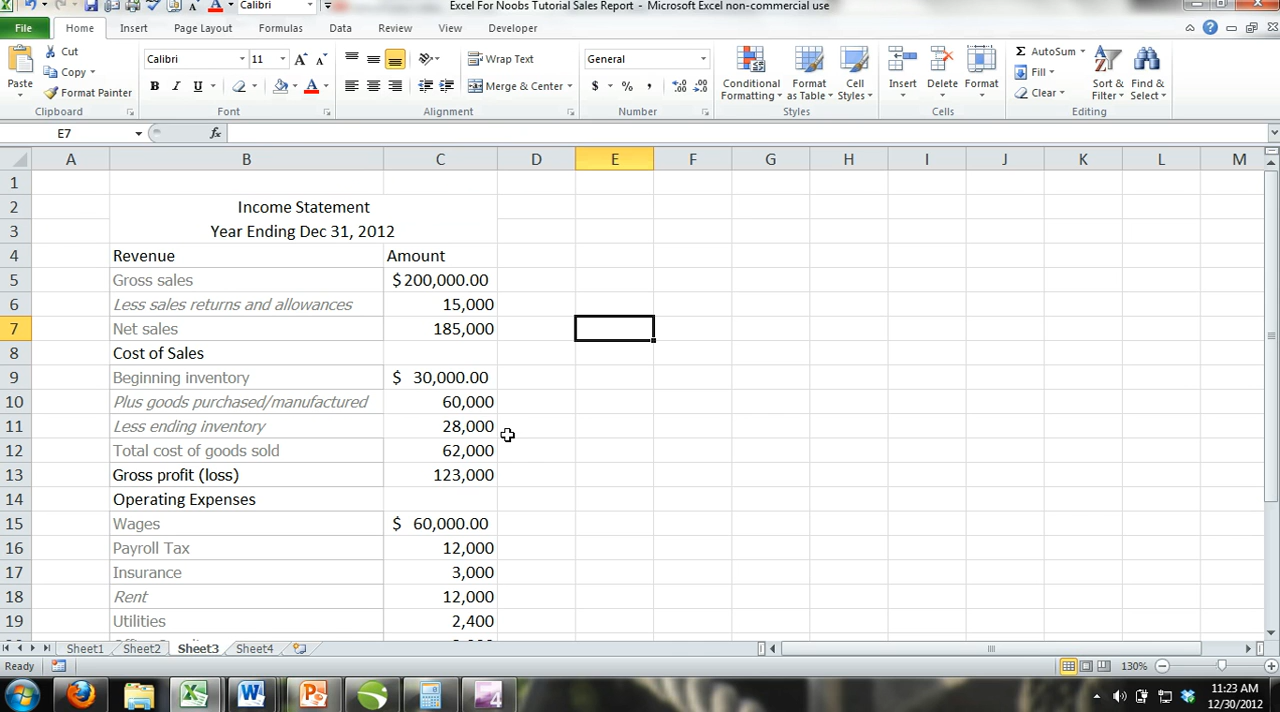 Excel For Noobs Tutorial Sales Report - Microsoft Excel non-commercial use
Calibri
File Home Insert Page Layout Formulas Data Review View Developer
Paste
Cut
Copy
Format Painter
Clipboard
Calibri 11
B I U
Font
Wrap Text
Merge & Center
Alignment
General
$ % ,
Number
Conditional Formatting
Format as Table
Cell Styles
Styles
Insert
Delete
Format
Cells
AutoSum
Fill
Clear
Sort & Filter
Find & Select
Editing
E7 fx
A B C D E F G H I J K L M
1
2 Income Statement
3 Year Ending Dec 31, 2012
4 Revenue Amount
5 Gross sales $ 200,000.00
6 Less sales returns and allowances 15,000
7 Net sales 185,000
8 Cost of Sales
9 Beginning inventory $ 30,000.00
10 Plus goods purchased/manufactured 60,000
11 Less ending inventory 28,000
12 Total cost of goods sold 62,000
13 Gross profit (loss) 123,000
14 Operating Expenses
15 Wages $ 60,000.00
16 Payroll Tax 12,000
17 Insurance 3,000
18 Rent 12,000
19 Utilities 2,400
Sheet1 Sheet2 Sheet3 Sheet4
Ready 130%
11:23 AM
12/30/2012